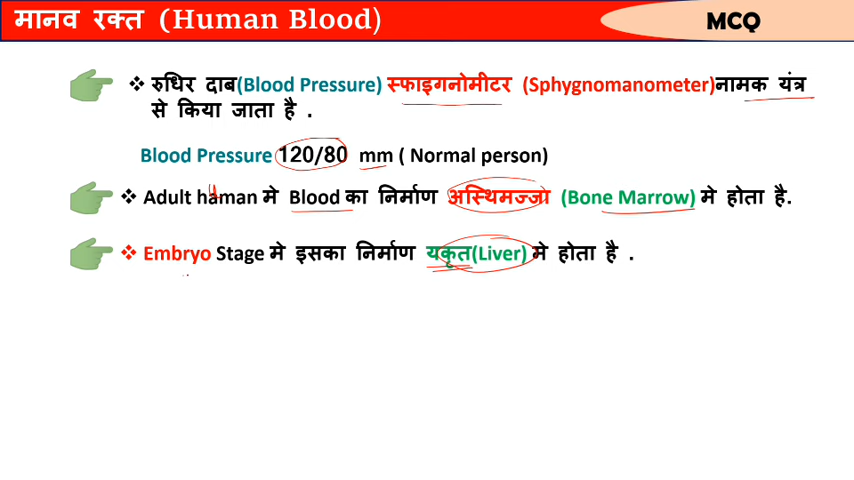 मानव रक्त (Human Blood)
MCQ
❖ रुधिर दाब(Blood Pressure) स्फाइगनोमीटर (Sphygnomanometer)नामक यंत्र
से किया जाता है .
Blood Pressure 120/80 mm ( Normal person)
❖ Adult haman मे Blood का निर्माण अस्थिमज्जा (Bone Marrow) मे होता है.
u
❖ Embryo Stage मे इसका निर्माण यकृत(Liver) मे होता है .